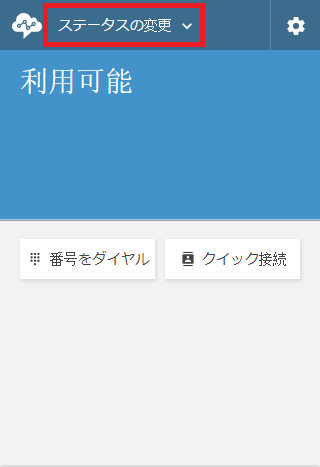 ステータスの変更
利用可能
番号をダイヤル
クイック接続